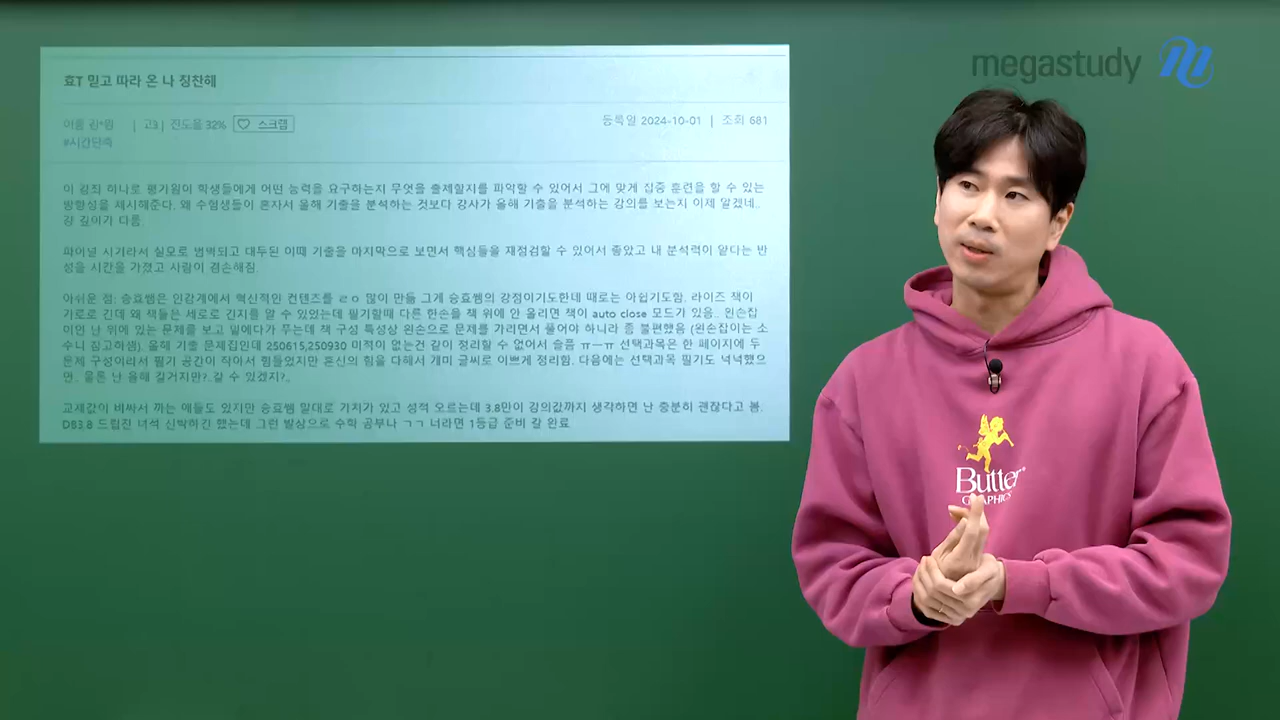 megastudy
효T 믿고 따라 온 나 칭찬해
고3 | 진도율 32% 스크랩
등록일 2024-10-01 | 조회 681
#시간단축
이 강좌 하나로 평가원이 학생들에게 어떤 능력을 요구하는지 무엇을 출제할지를 파악할 수 있어서 그에 맞게 집중 훈련을 할 수 있는
방향성을 제시해준다. 왜 수험생들이 혼자서 올해 기출을 분석하는 것보다 강사가 올해 기출을 분석하는 강의를 보는지 이제 알겠네..
걍 깊이가 다름.
파이널 시기라서 실모로 범벅되고 대두된 이때 기출을 마지막으로 보면서 핵심들을 재정검할 수 있어서 좋았고 내 분석력이 얕다는 반
성을 시간을 가졌고 사람이 겸손해짐.
아쉬운 점: 승효쌤은 인강계에서 혁신적인 컨텐츠를 ㄹㅇ 많이 만듦 그게 승효쌤의 강점이기도한데 때로는 아쉽기도함. 라이즈 책이
가로로 긴데 왜 책들은 세로로 긴지를 알 수 있었는데 필기할때 다른 한손을 책 위에 안 올리면 책이 auto close 모드가 있음.. 왼손잡
이인 난 위에 있는 문제를 보고 밑에다가 푸는데 책 구성 특성상 왼손으로 문제를 가리면서 풀어야 하니라 좀 불편했음 (왼손잡이는 소
수니 참고하셈). 올해 기출 문제집인데 250615,250930 미적이 없는건 같이 정리할 수 없어서 슬픔 ㅠㅡㅠ 선택과목은 한 페이지에 두
문제 구성이라서 필기 공간이 작아서 힘들었지만 혼신의 힘을 다해서 개미 글씨로 이쁘게 정리함. 다음에는 선택과목 필기도 넉넉했으
면.. 물론 난 올해 갈거지만?..갈 수 있겠지?..
교재값이 비싸서 까는 애들도 있지만 승효쌤 말대로 가치가 있고 성적 오르는데 3.8만이 강의값까지 생각하면 난 충분히 괜찮다고 봄.
D83.8 드립친 녀석 신박하긴 했는데 그런 발상으로 수학 공부나 ㄱㄱ 너라면 1등급 준비 갈 완료
Butter
GRAPHICS